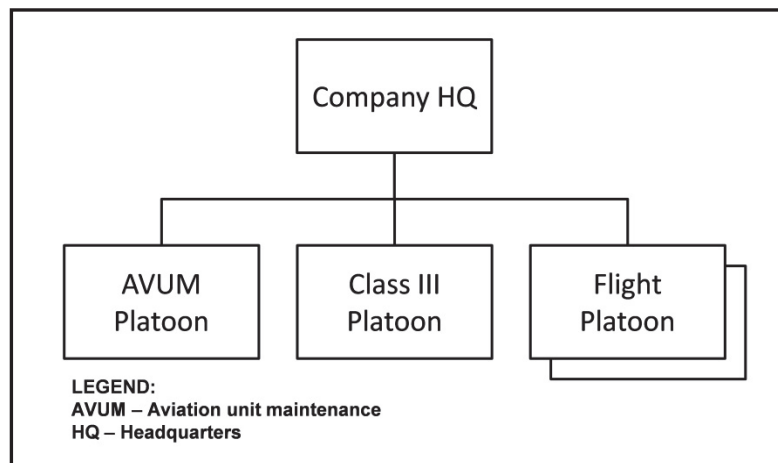 Company HQ
AVUM
Platoon
Class III
Platoon
Flight
Platoon
LEGEND:
AVUM – Aviation unit maintenance
HQ – Headquarters